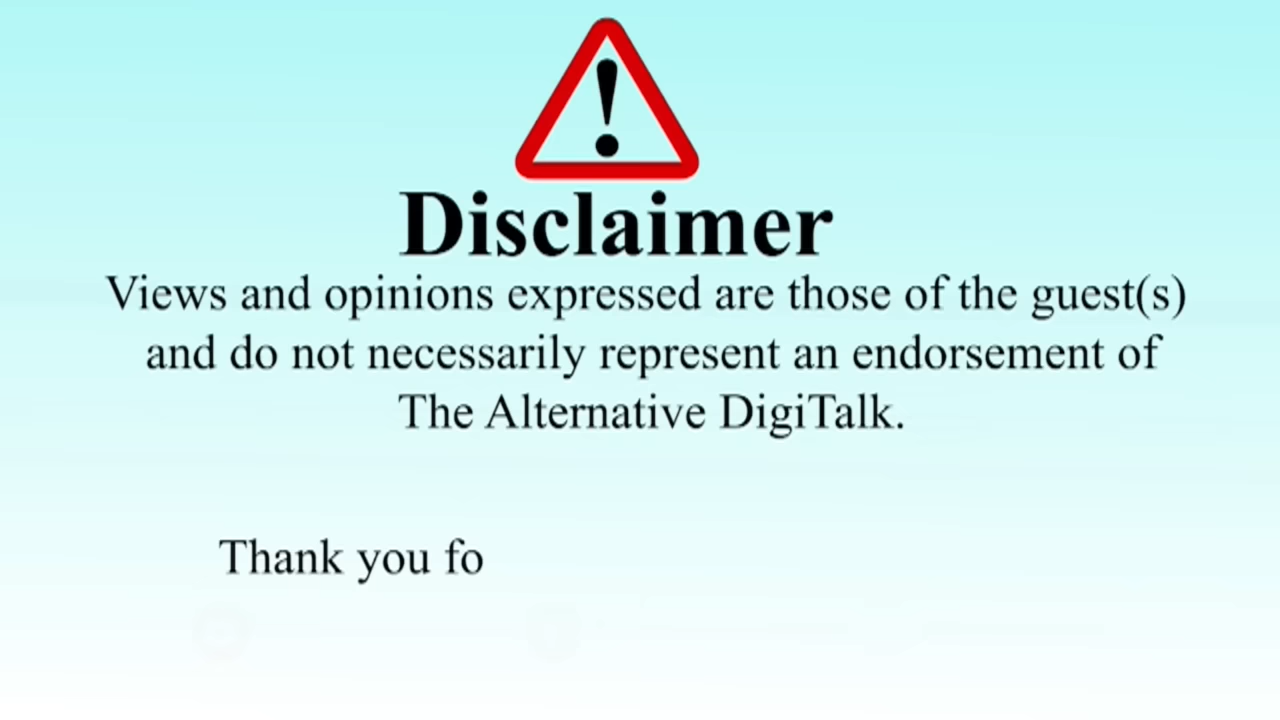 Disclaimer
Views and opinions expressed are those of the guest(s)
and do not necessarily represent an endorsement of
The Alternative DigiTalk.
Thank you fo